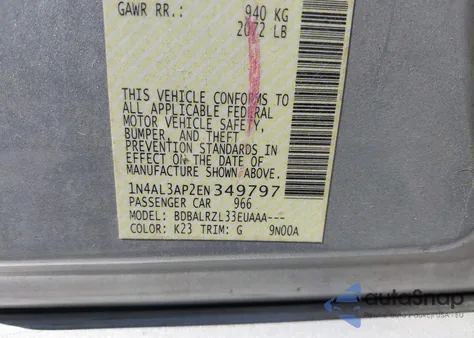 GAWR RR.: 940 KG
2072 LB
THIS VEHICLE CONFORMS TO
ALL APPLICABLE FEDERAL
MOTOR VEHICLE SAFETY,
BUMPER, AND THEFT
PREVENTION STANDARDS IN
EFFECT ON THE DATE OF
MANUFACTURE SHOWN ABOVE.
1N4AL3AP2EN349797
PASSENGER CAR 966
MODEL: BDBALRZL33EUAAA---
COLOR: K23 TRIM: G 9N00A
autoSnap